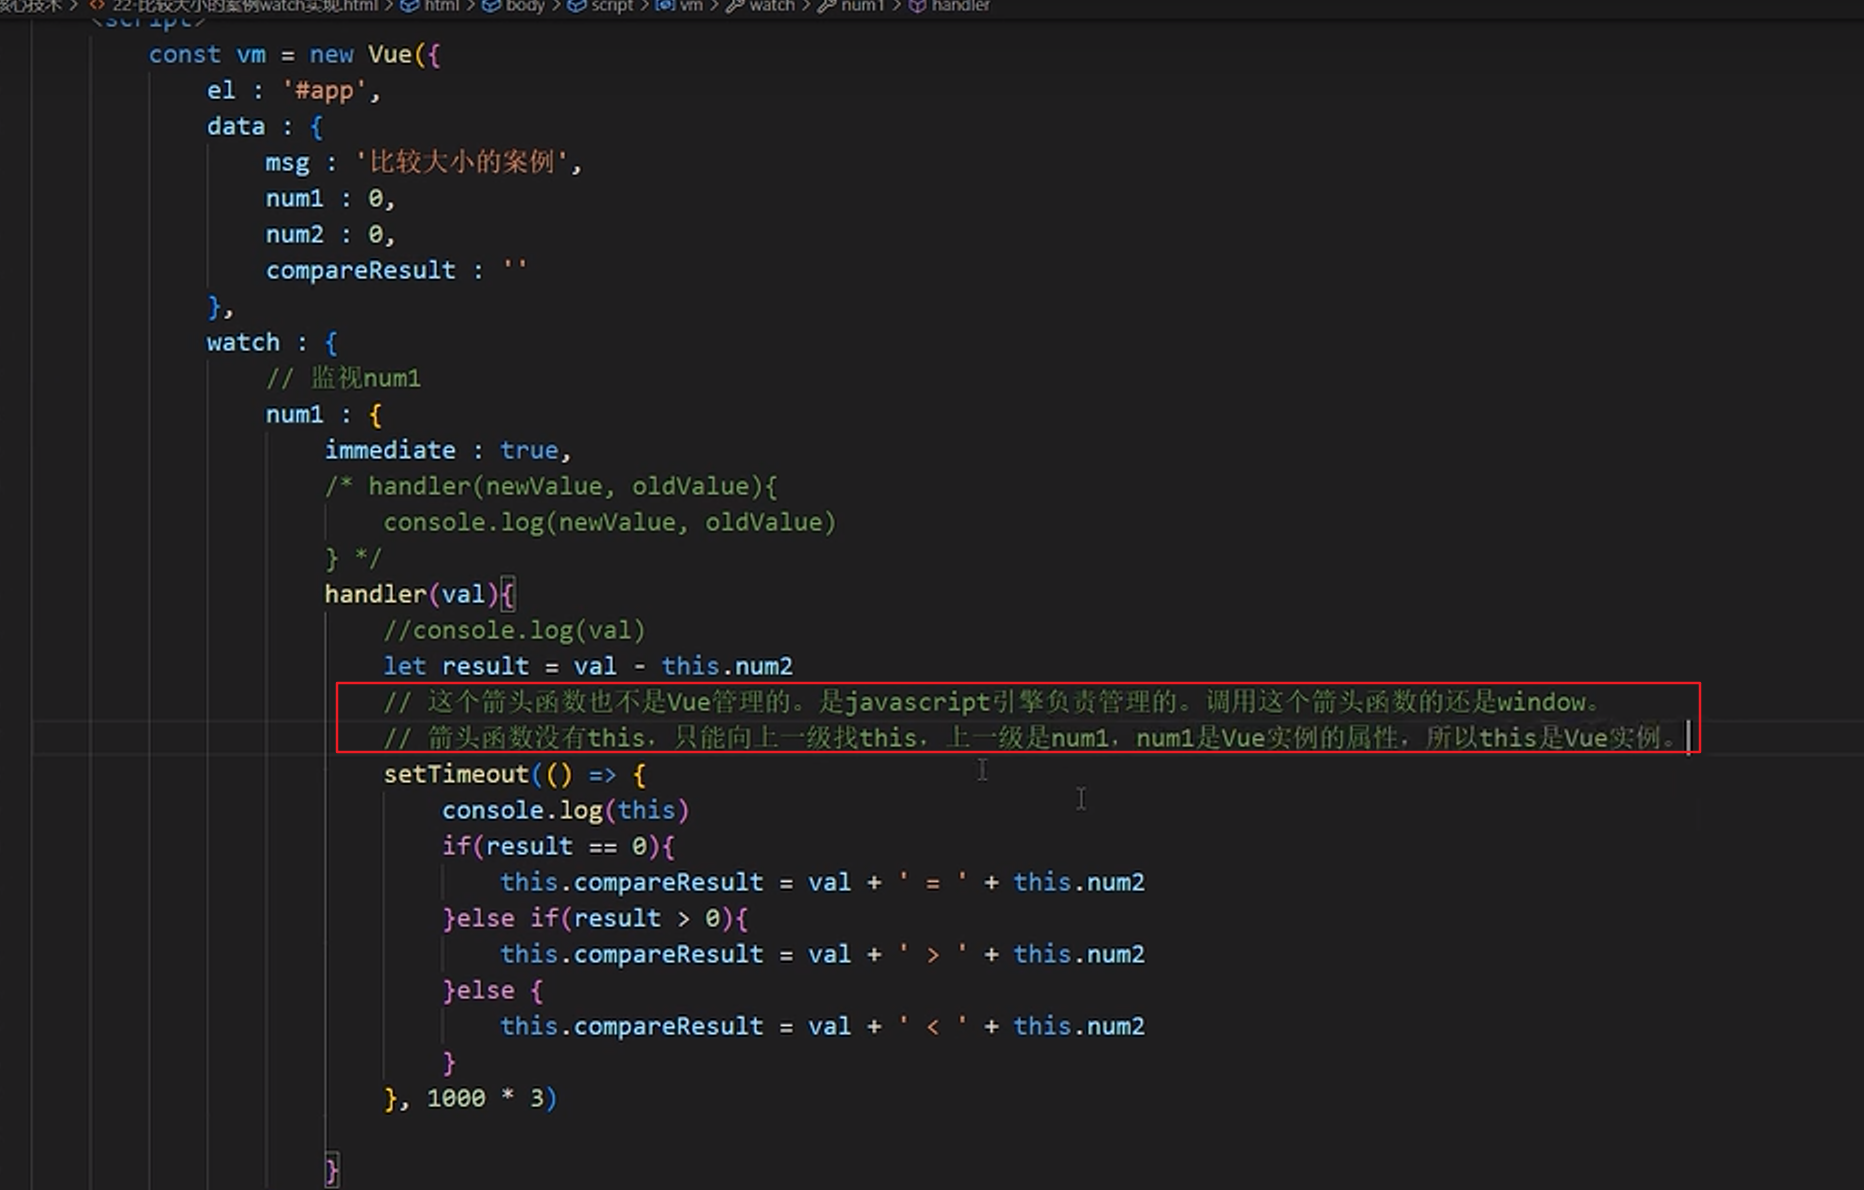 核心技术 > <> 22-比较大小的案例watch实现.html > html > body > script > vm > watch > num1 > handler
<script>
const vm = new Vue({
el : '#app',
data : {
msg : '比较大小的案例',
num1 : 0,
num2 : 0,
compareResult : ''
},
watch : {
// 监视num1
num1 : {
immediate : true,
/* handler(newValue, oldValue){
console.log(newValue, oldValue)
} */
handler(val){
//console.log(val)
let result = val - this.num2
// 这个箭头函数也不是Vue管理的。是javascript引擎负责管理的。调用这个箭头函数的还是window。
// 箭头函数没有this，只能向上一级找this，上一级是num1，num1是Vue实例的属性，所以this是Vue实例。
setTimeout(() => {
console.log(this)
if(result == 0){
this.compareResult = val + ' = ' + this.num2
}else if(result > 0){
this.compareResult = val + ' > ' + this.num2
}else {
this.compareResult = val + ' < ' + this.num2
}
}, 1000 * 3)
}